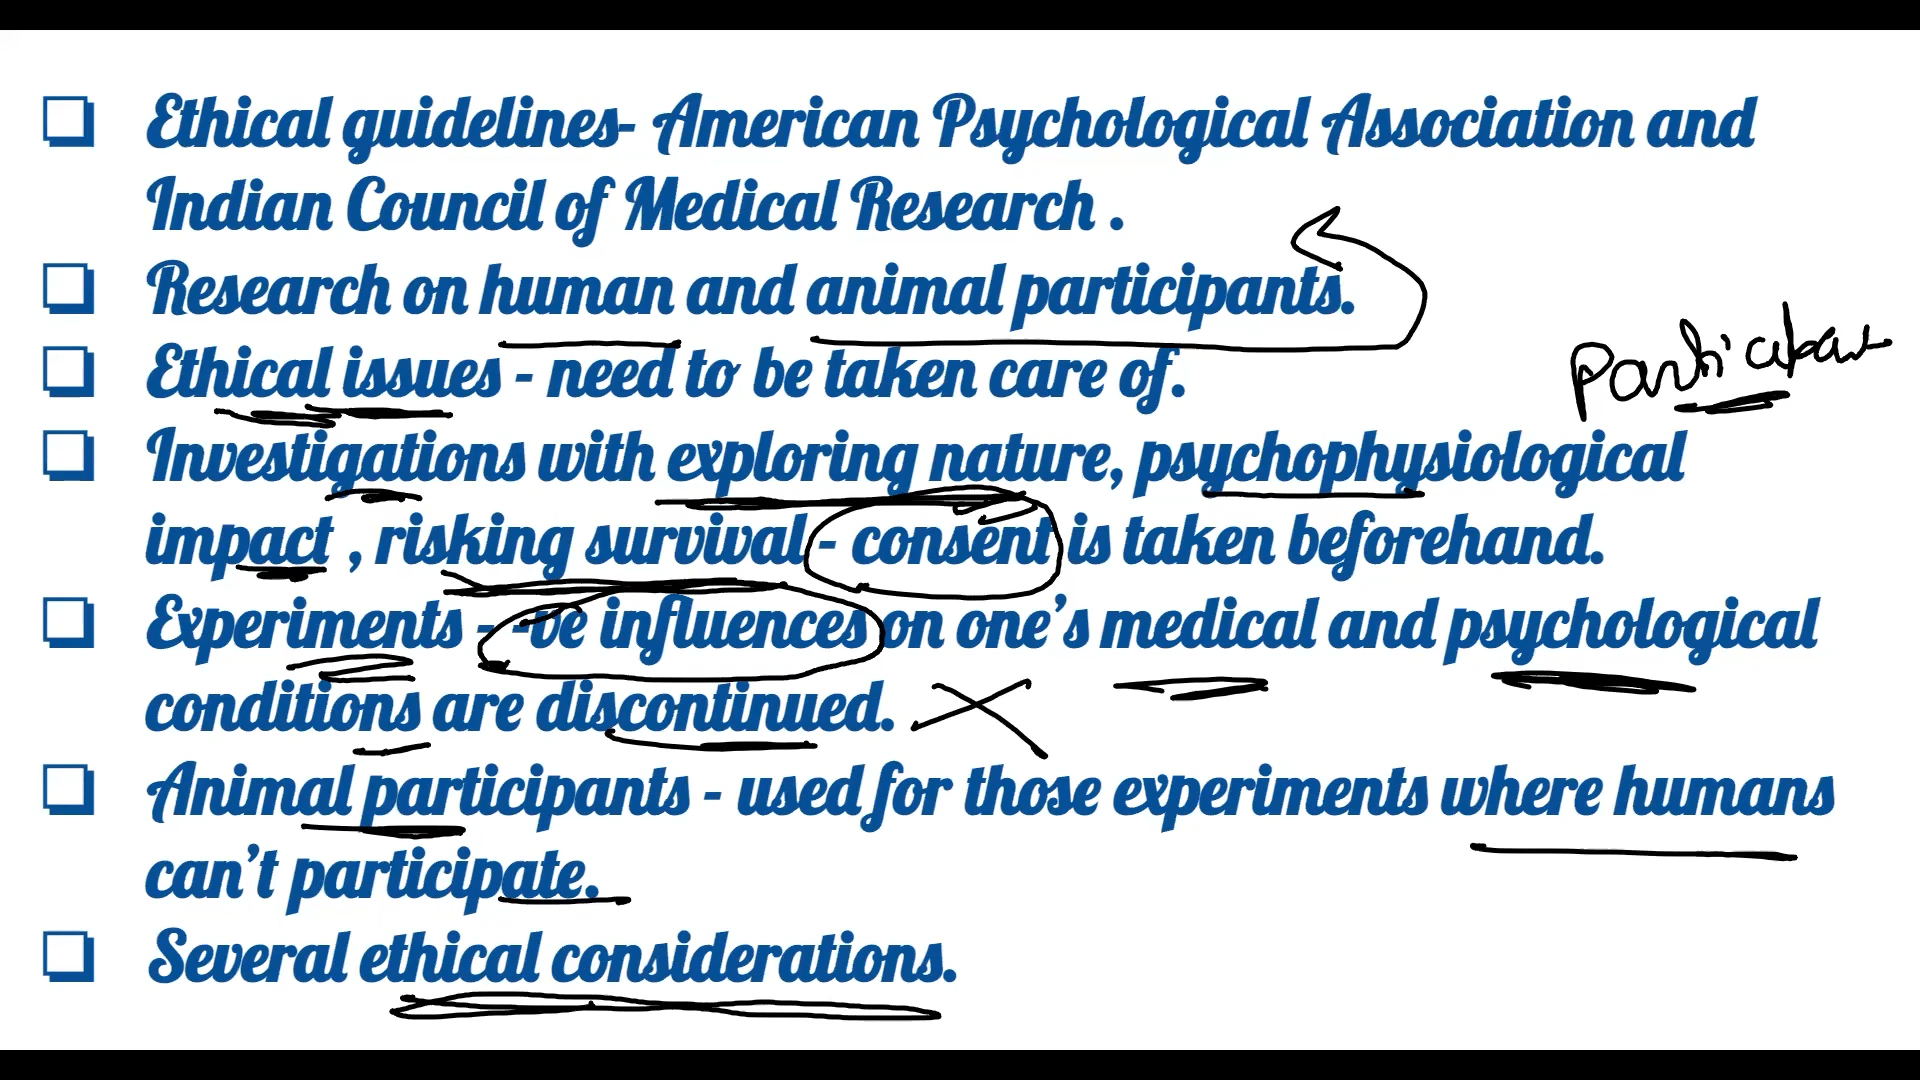 ❏ Ethical guidelines- American Psychological Association and
Indian Council of Medical Research .
❏ Research on human and animal participants.
❏ Ethical issues - need to be taken care of.
❏ Investigations with exploring nature, psychophysiological
impact , risking survival - consent is taken beforehand.
❏ Experiments - -ve influences on one's medical and psychological
conditions are discontinued.
❏ Animal participants - used for those experiments where humans
can't participate.
❏ Several ethical considerations.